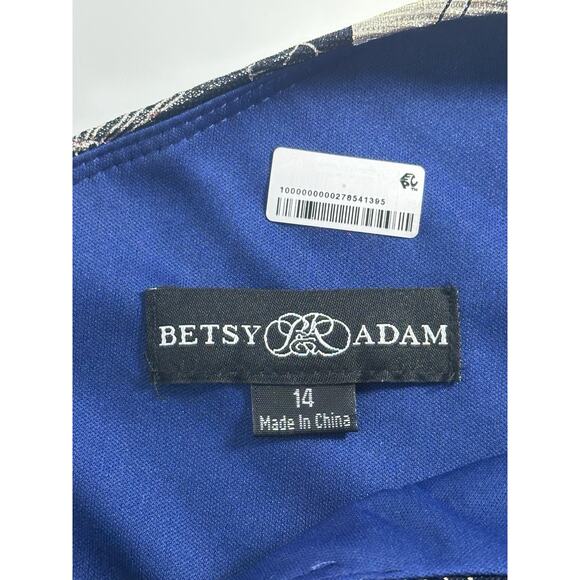 1000000000278541395
BETSY ADAM
14
Made In China